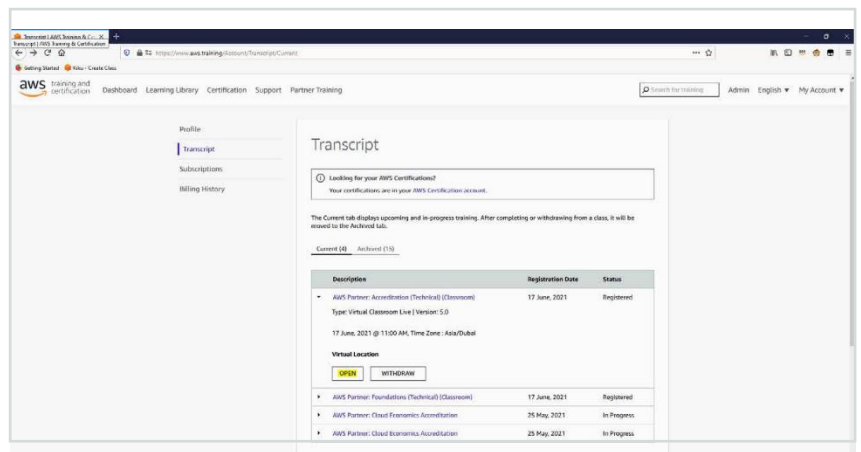 Transcript | AWS Training & Ce
Transcript | AWS Training & Certification
https://www.aws.training/Account/Transcript/Current
Getting Started
aws training and certification
Dashboard Learning Library Certification Support Partner Training
Search for training
Admin English My Account
Profile
Transcript
Subscriptions
Billing History
Transcript
Looking for your AWS Certifications?
Your certifications are in your AWS Certification account.
The Current tab displays upcoming and in-progress training. After completing or withdrawing from a class, it will be
moved to the Archived tab.
Current (4) Archived (15)
Description Registration Date Status
AWS Partner: Accreditation (Technical) (Classroom) 17 June, 2021 Registered
Type: Virtual Classroom Live | Version: 5.0
17 June, 2021 @ 11:00 AM, Time Zone : Asia/Dubai
Virtual Location
OPEN WITHDRAW
AWS Partner: Foundations (Technical) (Classroom) 17 June, 2021 Registered
AWS Partner: Cloud Economics Accreditation 25 May, 2021 In Progress
AWS Partner: Cloud Economics Accreditation 25 May, 2021 In Progress